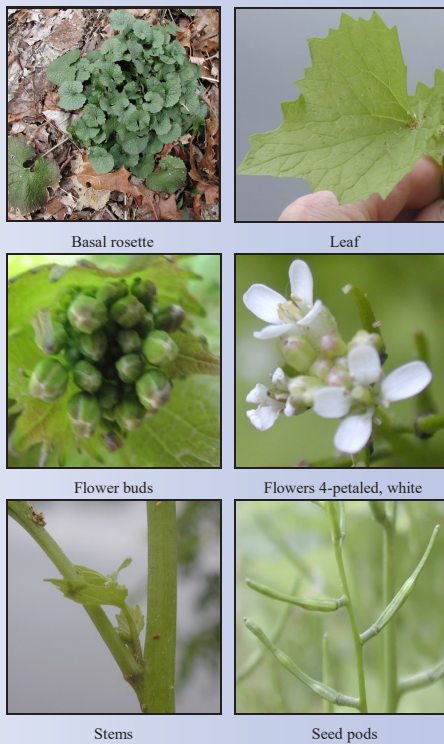 Basal rosette
Leaf
Flower buds
Flowers 4-petaled, white
Stems
Seed pods